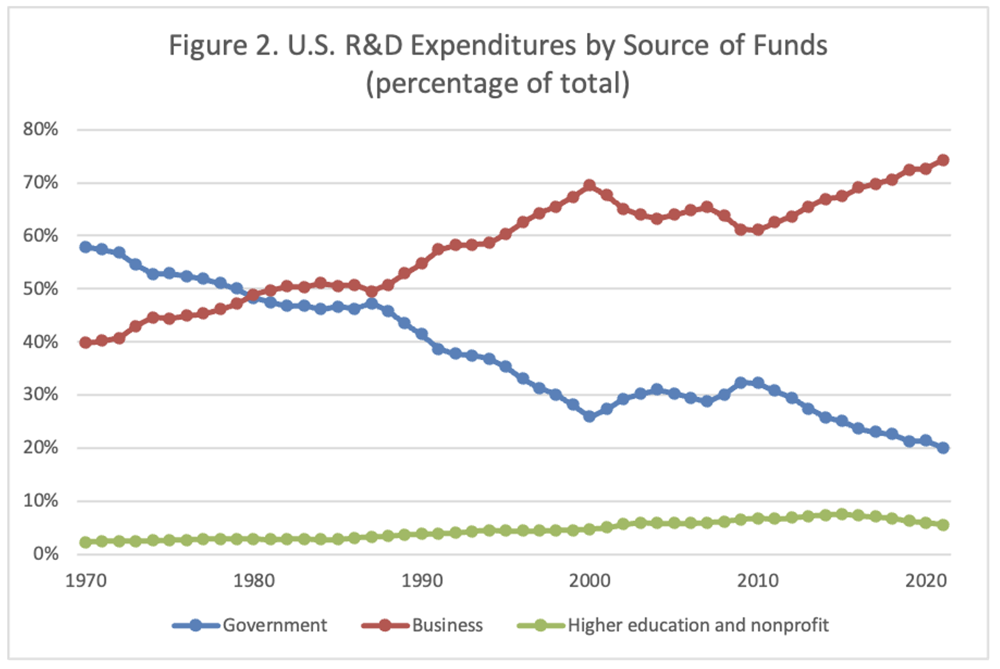 Figure 2. U.S. R&D Expenditures by Source of Funds
(percentage of total)
80%
70%
60%
50%
40%
30%
20%
10%
0%
1970 1980 1990 2000 2010 2020
Government Business Higher education and nonprofit